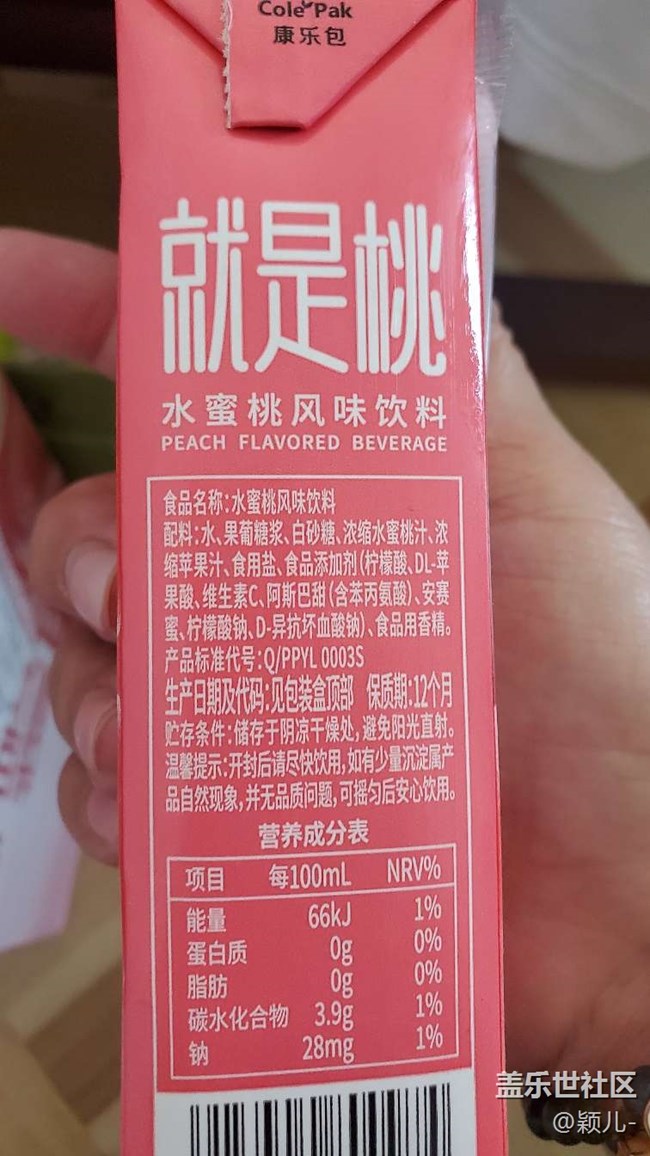 Cole Pak
康乐包
就是桃
水蜜桃风味饮料
PEACH FLAVORED BEVERAGE
食品名称:水蜜桃风味饮料
配料:水、果葡糖浆、白砂糖、浓缩水蜜桃汁、浓
缩苹果汁、食用盐、食品添加剂(柠檬酸、DL-苹
果酸、维生素C、阿斯巴甜(含苯丙氨酸)、安赛
蜜、柠檬酸钠、D-异抗坏血酸钠)、食品用香精。
产品标准代号:Q/PPYL 0003S
生产日期及代码:见包装盒顶部 保质期:12个月
贮存条件:储存于阴凉干燥处,避免阳光直射。
温馨提示:开封后请尽快饮用,如有少量沉淀属产
品自然现象,并无品质问题,可摇匀后安心饮用。
营养成分表
项目 每100mL NRV%
能量 66kJ 1%
蛋白质 0g 0%
脂肪 0g 0%
碳水化合物 3.9g 1%
钠 28mg 1%
盖乐世社区
@颖儿-